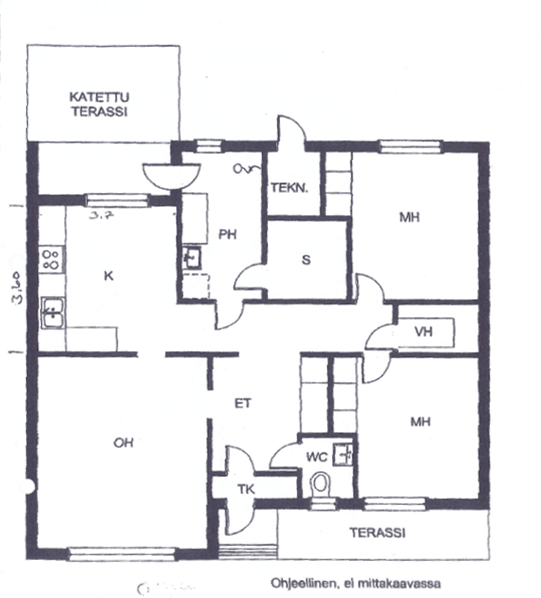 KATETTU
TERASSI
TEKN.
MH
PH
S
3.7
K
3.60
VH
ET
MH
OH
WC
TK
TERASSI
Ohjeellinen, ei mittakaavassa